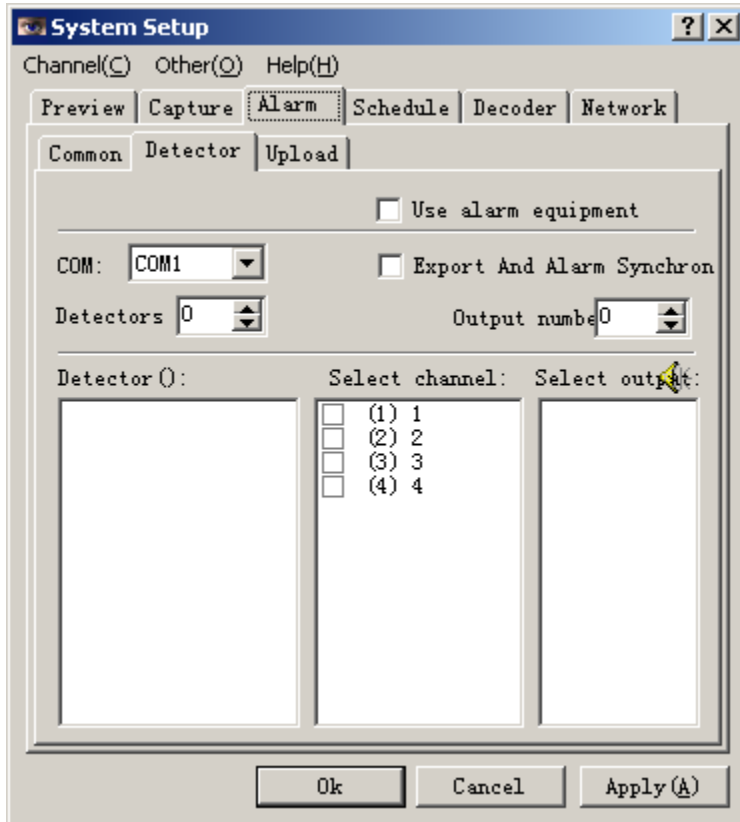 System Setup
Channel(C) Other(O) Help(H)
Preview Capture Alarm Schedule Decoder Network
Common Detector Upload
Use alarm equipment
COM: COM1 Export And Alarm Synchron
Detectors 0 Output numbe 0
Detector(): Select channel: Select output:
(1) 1
(2) 2
(3) 3
(4) 4
Ok Cancel Apply(A)